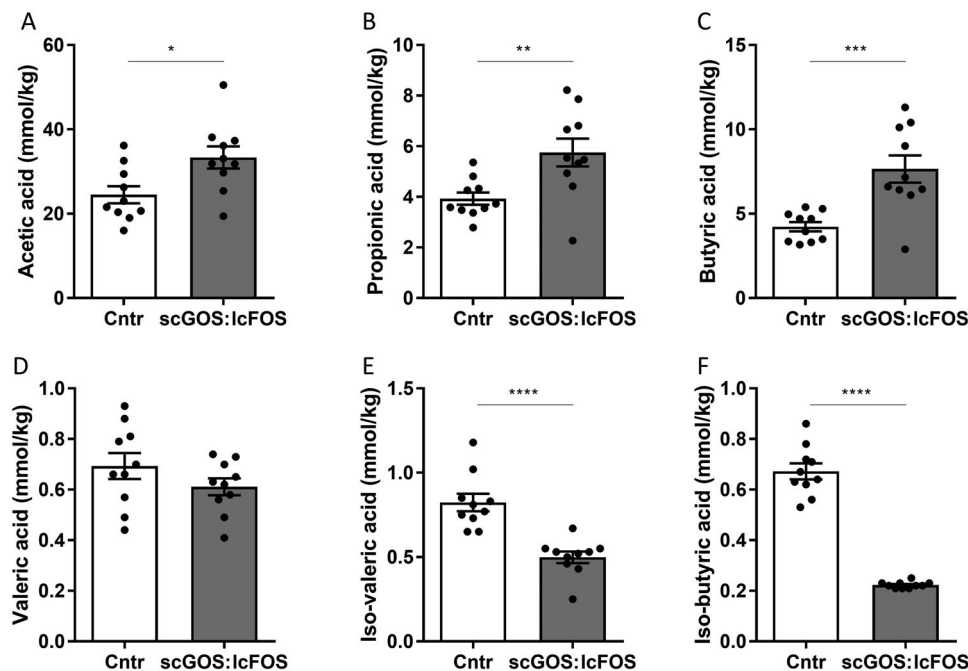 A
Acetic acid (mmol/kg)
60
40
20
0
*
Cntr scGOS:lcFOS
B
Propionic acid (mmol/kg)
10
8
6
4
2
0
**
Cntr scGOS:lcFOS
C
Butyric acid (mmol/kg)
15
10
5
0
***
Cntr scGOS:lcFOS
D
Valeric acid (mmol/kg)
1.0
0.8
0.6
0.4
0.2
0.0
Cntr scGOS:lcFOS
E
Iso-valeric acid (mmol/kg)
1.5
1.0
0.5
0.0
****
Cntr scGOS:lcFOS
F
Iso-butyric acid (mmol/kg)
1.0
0.8
0.6
0.4
0.2
0.0
****
Cntr scGOS:lcFOS